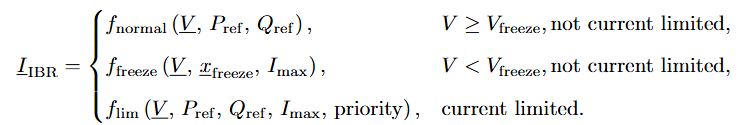 f_normal (V, P_ref, Q_ref), V ≥ V_freeze, not current limited,
I_IBR = { f_freeze (V, x_freeze, I_max), V < V_freeze, not current limited,
f_lim (V, P_ref, Q_ref, I_max, priority), current limited.